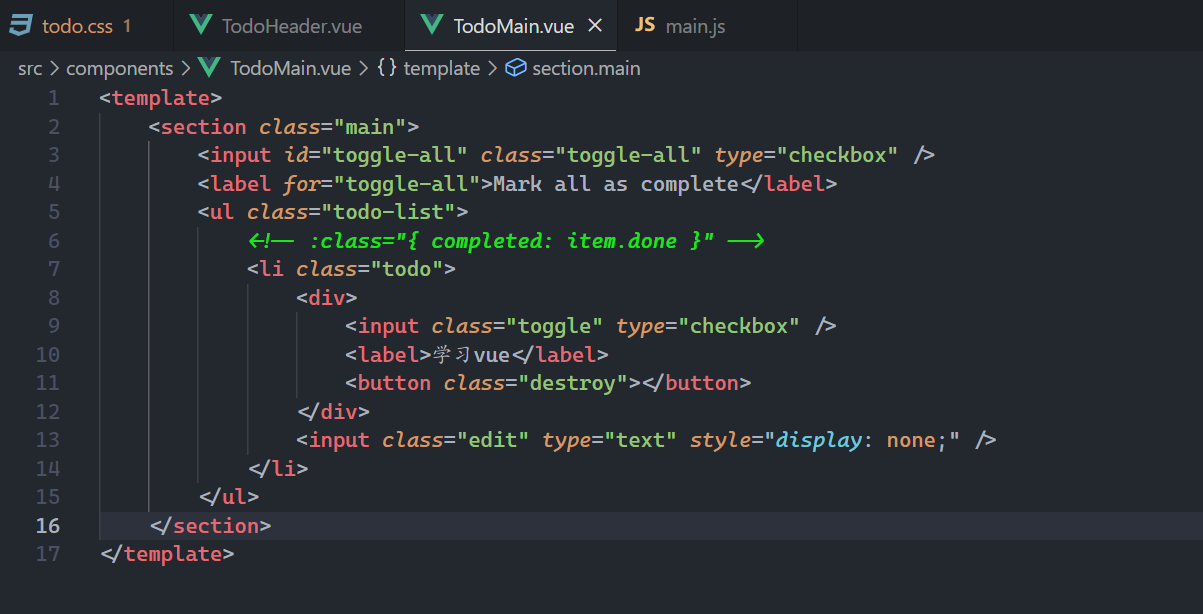 todo.css 1 TodoHeader.vue TodoMain.vue JS main.js
src > components > TodoMain.vue > {} template > section.main
1 <template>
2 <section class="main">
3 <input id="toggle-all" class="toggle-all" type="checkbox" />
4 <label for="toggle-all">Mark all as complete</label>
5 <ul class="todo-list">
6 <!-- :class="{ completed: item.done }" -->
7 <li class="todo">
8 <div>
9 <input class="toggle" type="checkbox" />
10 <label>学习vue</label>
11 <button class="destroy"></button>
12 </div>
13 <input class="edit" type="text" style="display: none;" />
14 </li>
15 </ul>
16 </section>
17 </template>